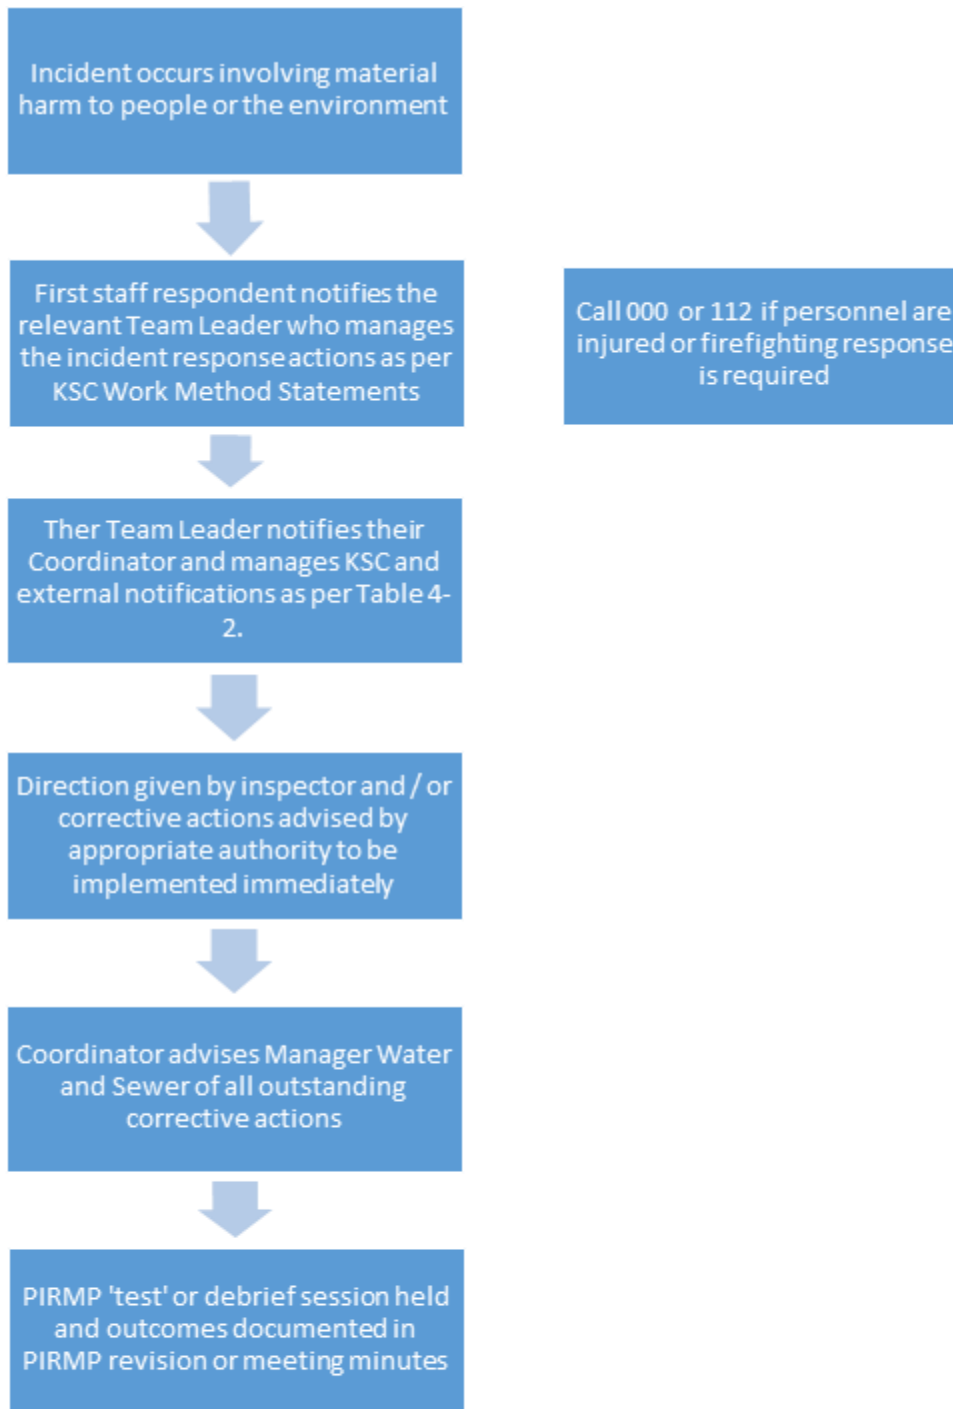 Incident occurs involving material
harm to people or the environment
First staff respondent notifies the
relevant Team Leader who manages
the incident response actions as per
KSC Work Method Statements
Call 000 or 112 if personnel are
injured or firefighting response
is required
Ther Team Leader notifies their
Coordinator and manages KSC and
external notifications as per Table 4-
2.
Direction given by inspector and / or
corrective actions advised by
appropriate authority to be
implemented immediately
Coordinator advises Manager Water
and Sewer of all outstanding
corrective actions
PIRMP 'test' or debrief session held
and outcomes documented in
PIRMP revision or meeting minutes